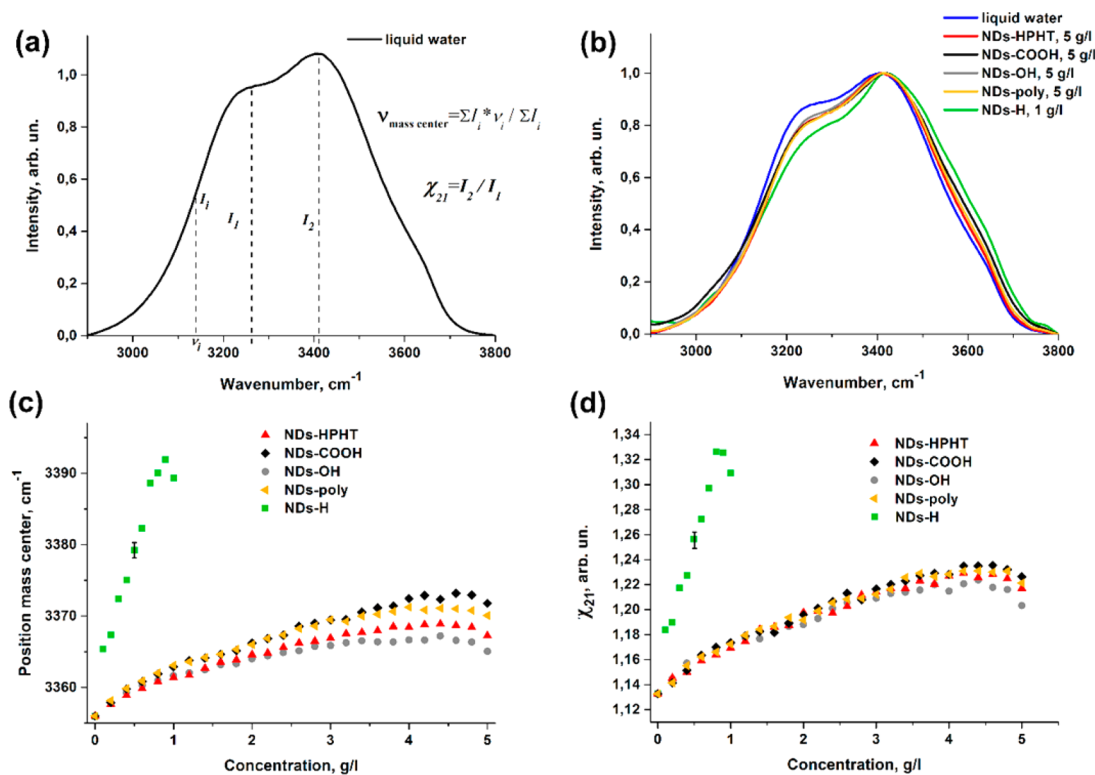 (a)
liquid water
ν mass center=ΣI_i*ν_i / ΣI_i
χ_21=I_2/I_1
I_i
I_1
I_2
ν_i
Intensity, arb. un.
1,0
0,8
0,6
0,4
0,2
0,0
3000 3200 3400 3600 3800
Wavenumber, cm⁻¹
(b)
liquid water
NDs-HPHT, 5 g/l
NDs-COOH, 5 g/l
NDs-OH, 5 g/l
NDs-poly, 5 g/l
NDs-H, 1 g/l
Intensity, arb. un.
1,0
0,8
0,6
0,4
0,2
0,0
3000 3200 3400 3600 3800
Wavenumber, cm⁻¹
(c)
NDs-HPHT
NDs-COOH
NDs-OH
NDs-poly
NDs-H
Position mass center, cm⁻¹
3390
3380
3370
3360
0 1 2 3 4 5
Concentration, g/l
(d)
NDs-HPHT
NDs-COOH
NDs-OH
NDs-poly
NDs-H
χ_21, arb. un.
1,34
1,32
1,30
1,28
1,26
1,24
1,22
1,20
1,18
1,16
1,14
1,12
0 1 2 3 4 5
Concentration, g/l